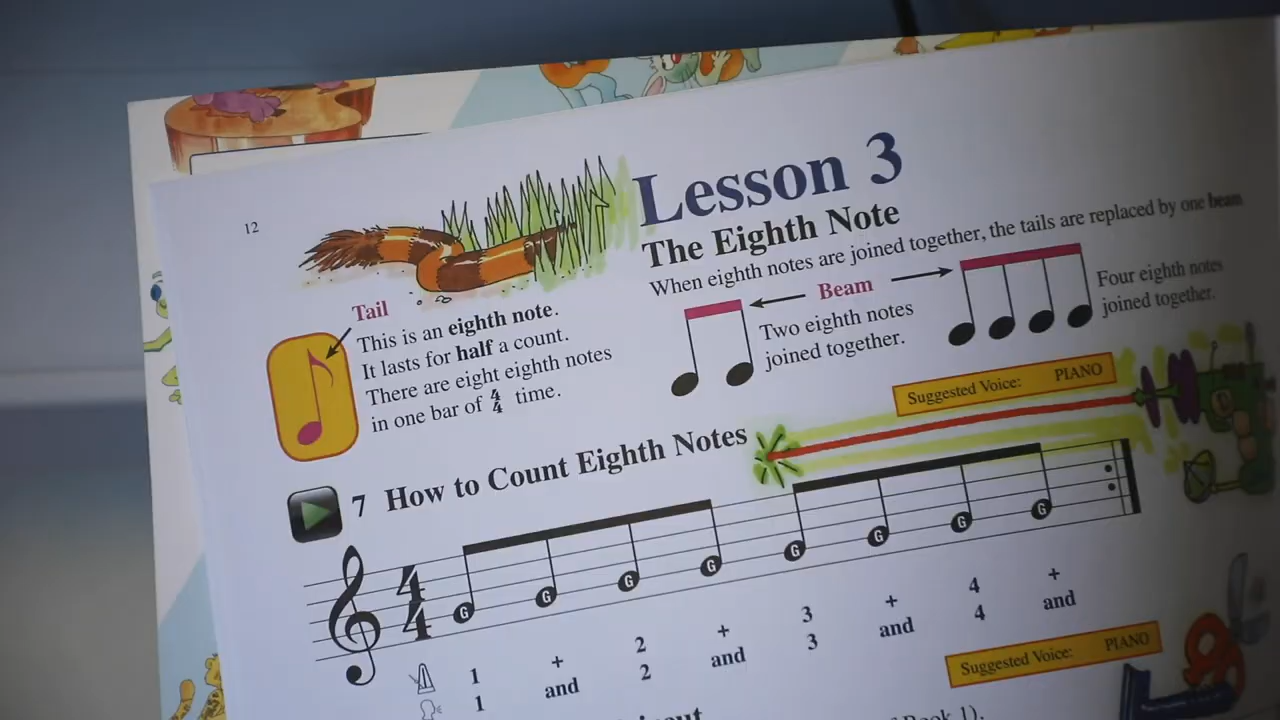 12
Lesson 3
The Eighth Note
When eighth notes are joined together, the tails are replaced by one beam
Tail
This is an eighth note.
It lasts for half a count.
There are eight eighth notes
in one bar of 4/4 time.
Beam
Two eighth notes
joined together.
Four eighth notes
joined together.
Suggested Voice: PIANO
7 How to Count Eighth Notes
4
4
G G G G G G G G
1 + 2 + 3 + 4 +
1 and 2 and 3 and 4 and
Suggested Voice: PIANO
Book 1).